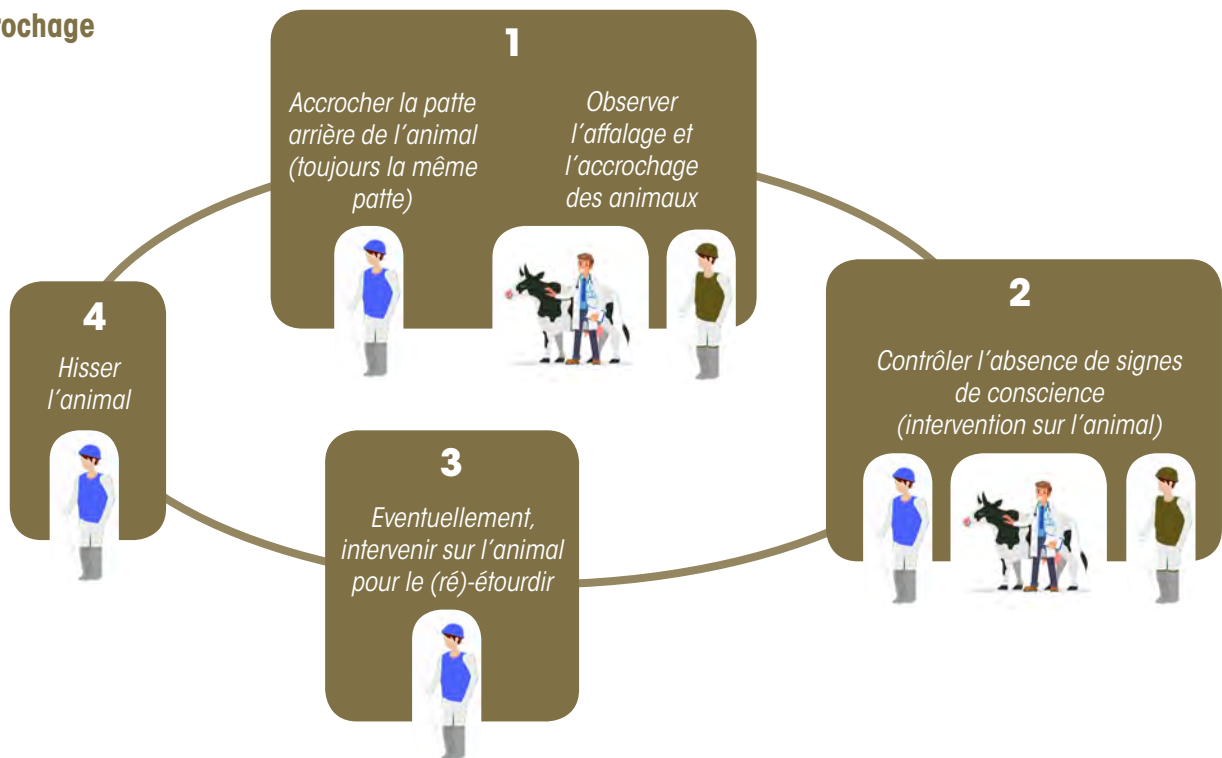 rochage
1
Accrocher la patte
arrière de l'animal
(toujours la même
patte)
Observer
l'affalage et
l'accrochage
des animaux
2
Contrôler l'absence de signes
de conscience
(intervention sur l'animal)
3
Eventuellement,
intervenir sur l'animal
pour le (ré)-étourdir
4
Hisser
l'animal